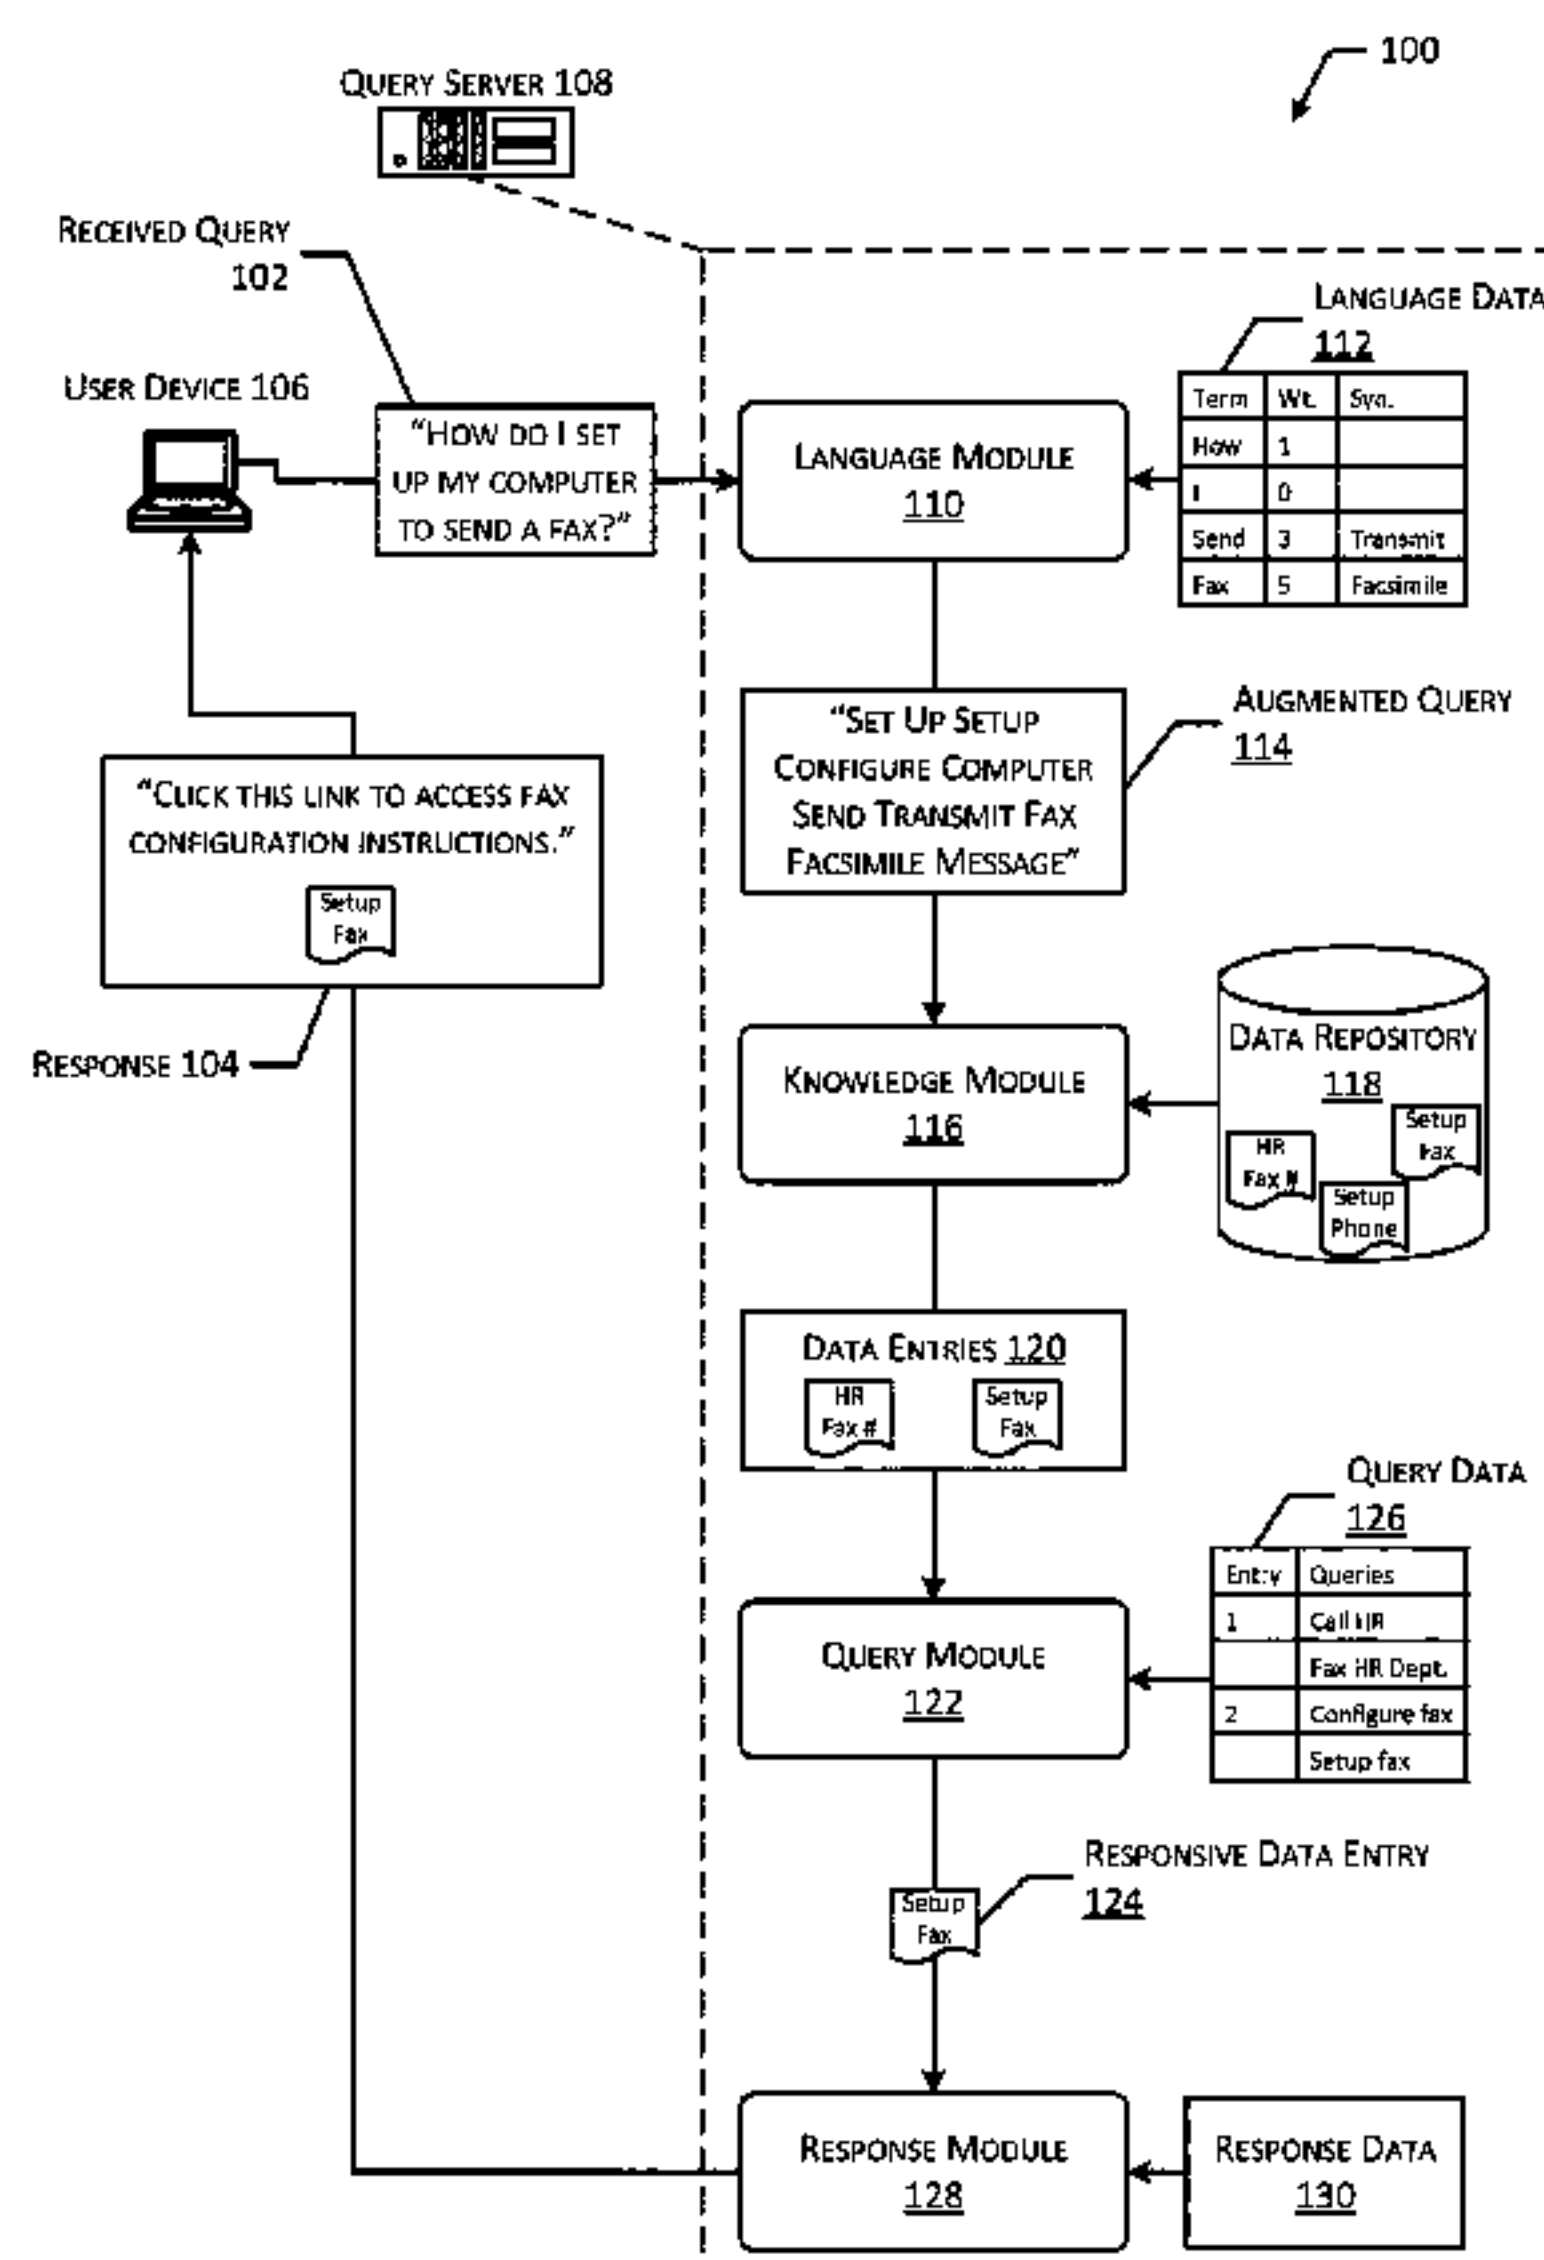 100
QUERY SERVER 108
RECEIVED QUERY
102
LANGUAGE DATA
112
USER DEVICE 106
"HOW DO I SET
UP MY COMPUTER
TO SEND A FAX?"
LANGUAGE MODULE
110
Term Wt. Syn.
How 1
I 0
Send 3 Transmit
Fax 5 Facsimile
"SET UP SETUP
CONFIGURE COMPUTER
SEND TRANSMIT FAX
FACSIMILE MESSAGE"
AUGMENTED QUERY
114
"CLICK THIS LINK TO ACCESS FAX
CONFIGURATION INSTRUCTIONS."
Setup
Fax
RESPONSE 104
KNOWLEDGE MODULE
116
DATA REPOSITORY
118
HR
Fax #
Setup
Fax
Setup
Phone
DATA ENTRIES 120
HR
Fax #
Setup
Fax
QUERY DATA
126
QUERY MODULE
122
Entry Queries
1 Call HR
Fax HR Dept.
2 Configure fax
Setup fax
RESPONSIVE DATA ENTRY
124
Setup
Fax
RESPONSE MODULE
128
RESPONSE DATA
130